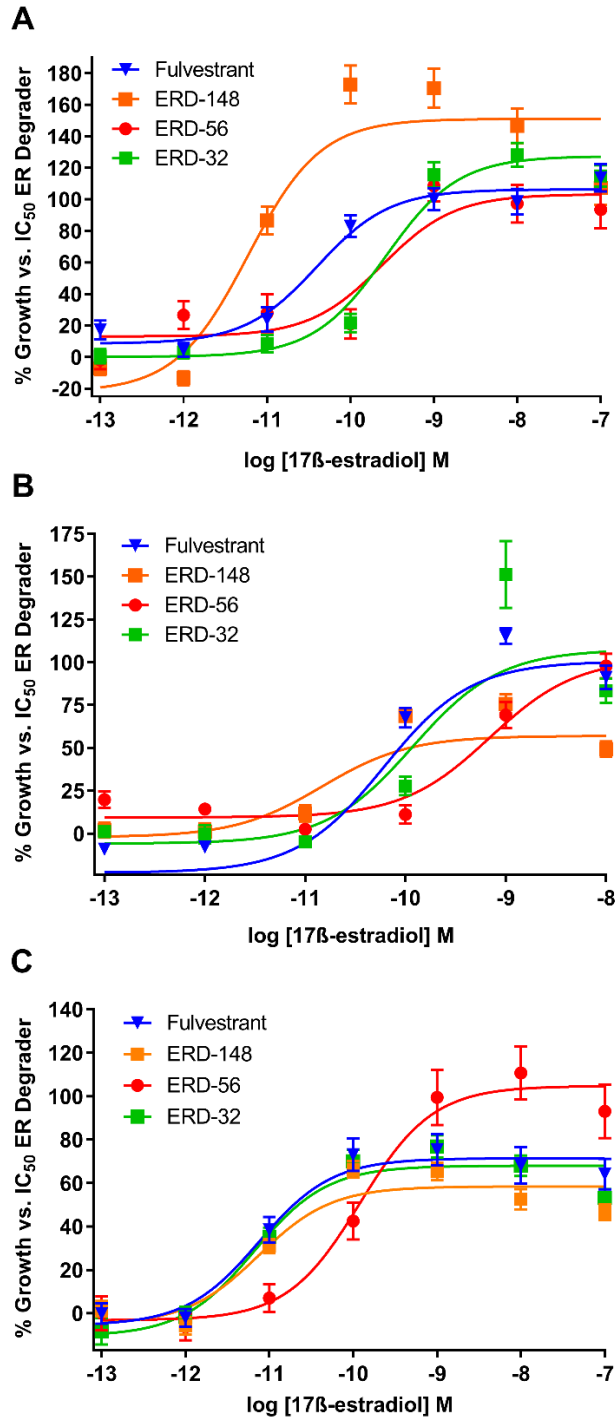 A
% Growth vs. IC50 ER Degrader
180
160
140
120
100
80
60
40
20
0
-20
Fulvestrant
ERD-148
ERD-56
ERD-32
-13 -12 -11 -10 -9 -8 -7
log [17ß-estradiol] M
B
% Growth vs. IC50 ER Degrader
175
150
125
100
75
50
25
0
Fulvestrant
ERD-148
ERD-56
ERD-32
-13 -12 -11 -10 -9 -8
log [17ß-estradiol] M
C
% Growth vs. IC50 ER Degrader
140
120
100
80
60
40
20
0
Fulvestrant
ERD-148
ERD-56
ERD-32
-13 -12 -11 -10 -9 -8 -7
log [17ß-estradiol] M